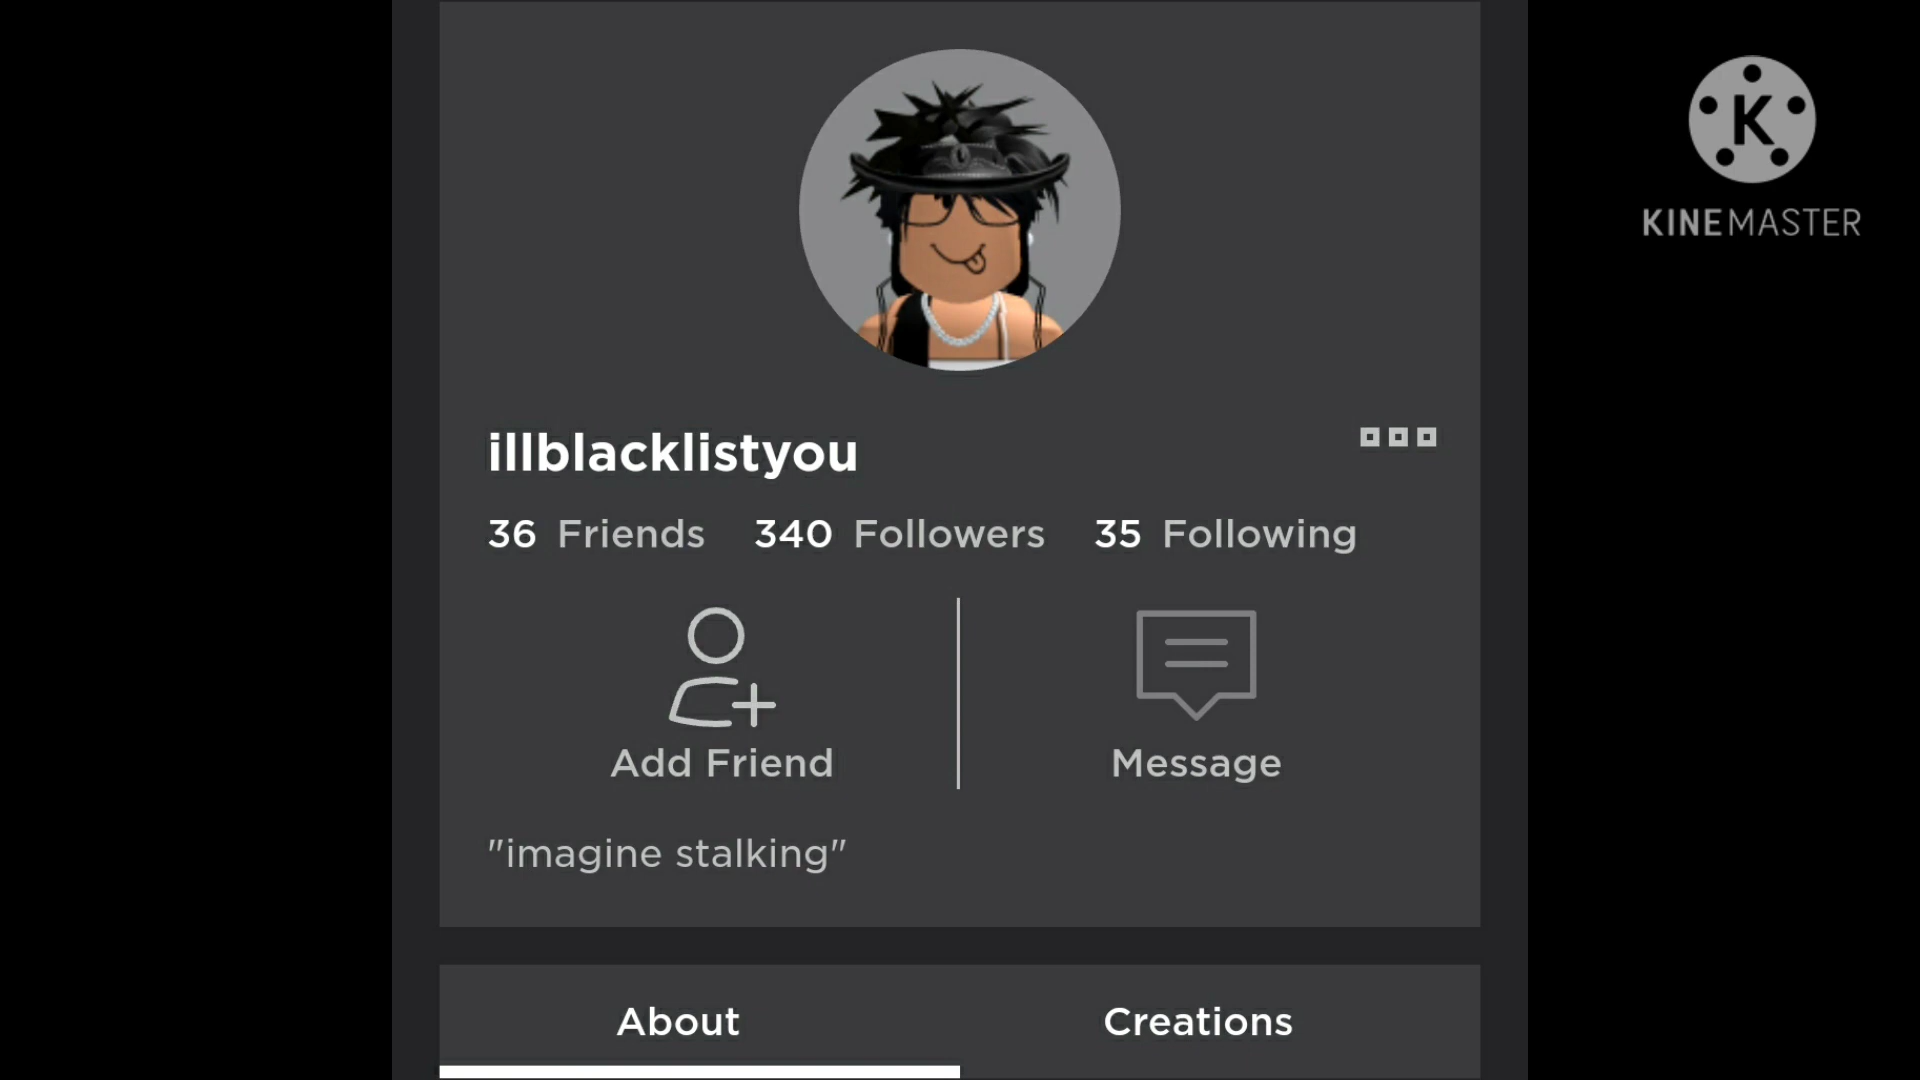 K
KINEMASTER
illblacklistyou
36 Friends 340 Followers 35 Following
Add Friend Message
"imagine stalking"
About Creations